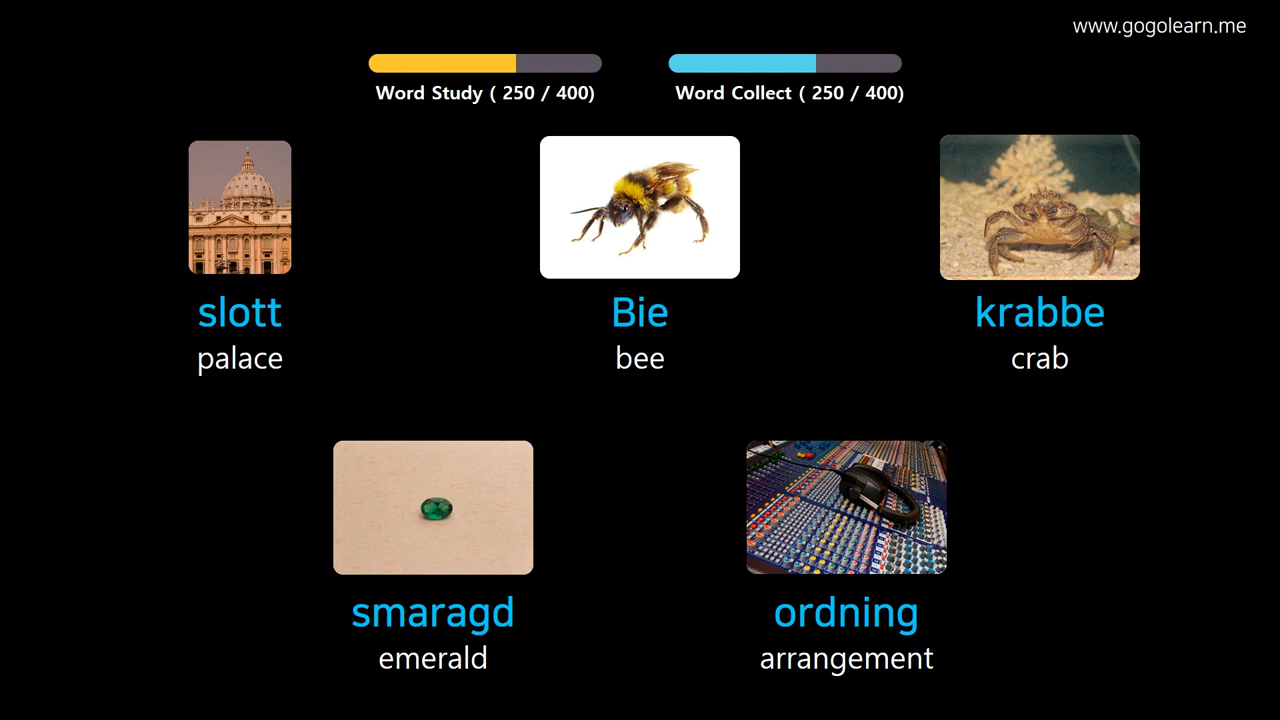 www.gogolearn.me
Word Study ( 250 / 400)
Word Collect ( 250 / 400)
slott
palace
Bie
bee
krabbe
crab
smaragd
emerald
ordning
arrangement